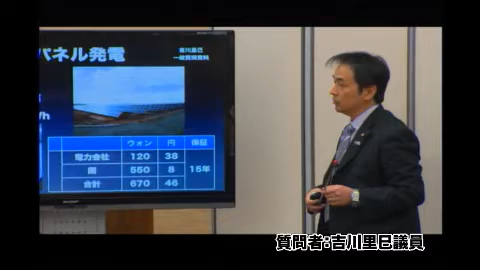 パネル発電
吉川里己
一般質問資料
/h
ウォン 円 保証
電力会社 120 38
国 550 8 15年
合計 670 46
質問者:吉川里巳議員